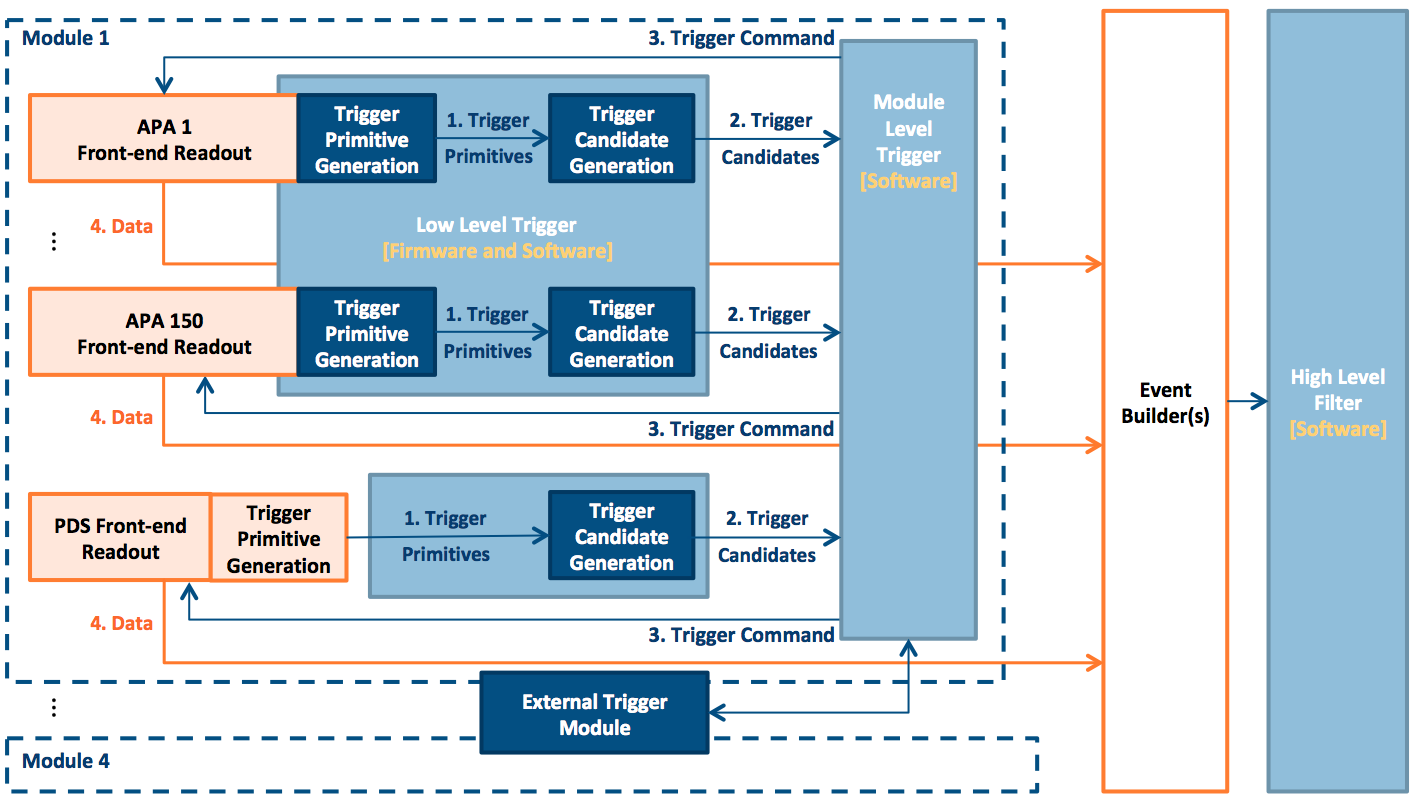 Module 1
3. Trigger Command
APA 1
Front-end Readout
Trigger
Primitive
Generation
1. Trigger
Primitives
Trigger
Candidate
Generation
2. Trigger
Candidates
Module
Level
Trigger
[Software]
4. Data
Low Level Trigger
[Firmware and Software]
⋮
APA 150
Front-end Readout
Trigger
Primitive
Generation
1. Trigger
Primitives
Trigger
Candidate
Generation
2. Trigger
Candidates
4. Data
3. Trigger Command
PDS Front-end
Readout
Trigger
Primitive
Generation
1. Trigger
Primitives
Trigger
Candidate
Generation
2. Trigger
Candidates
4. Data
3. Trigger Command
Event
Builder(s)
High Level
Filter
[Software]
⋮
External Trigger
Module
Module 4